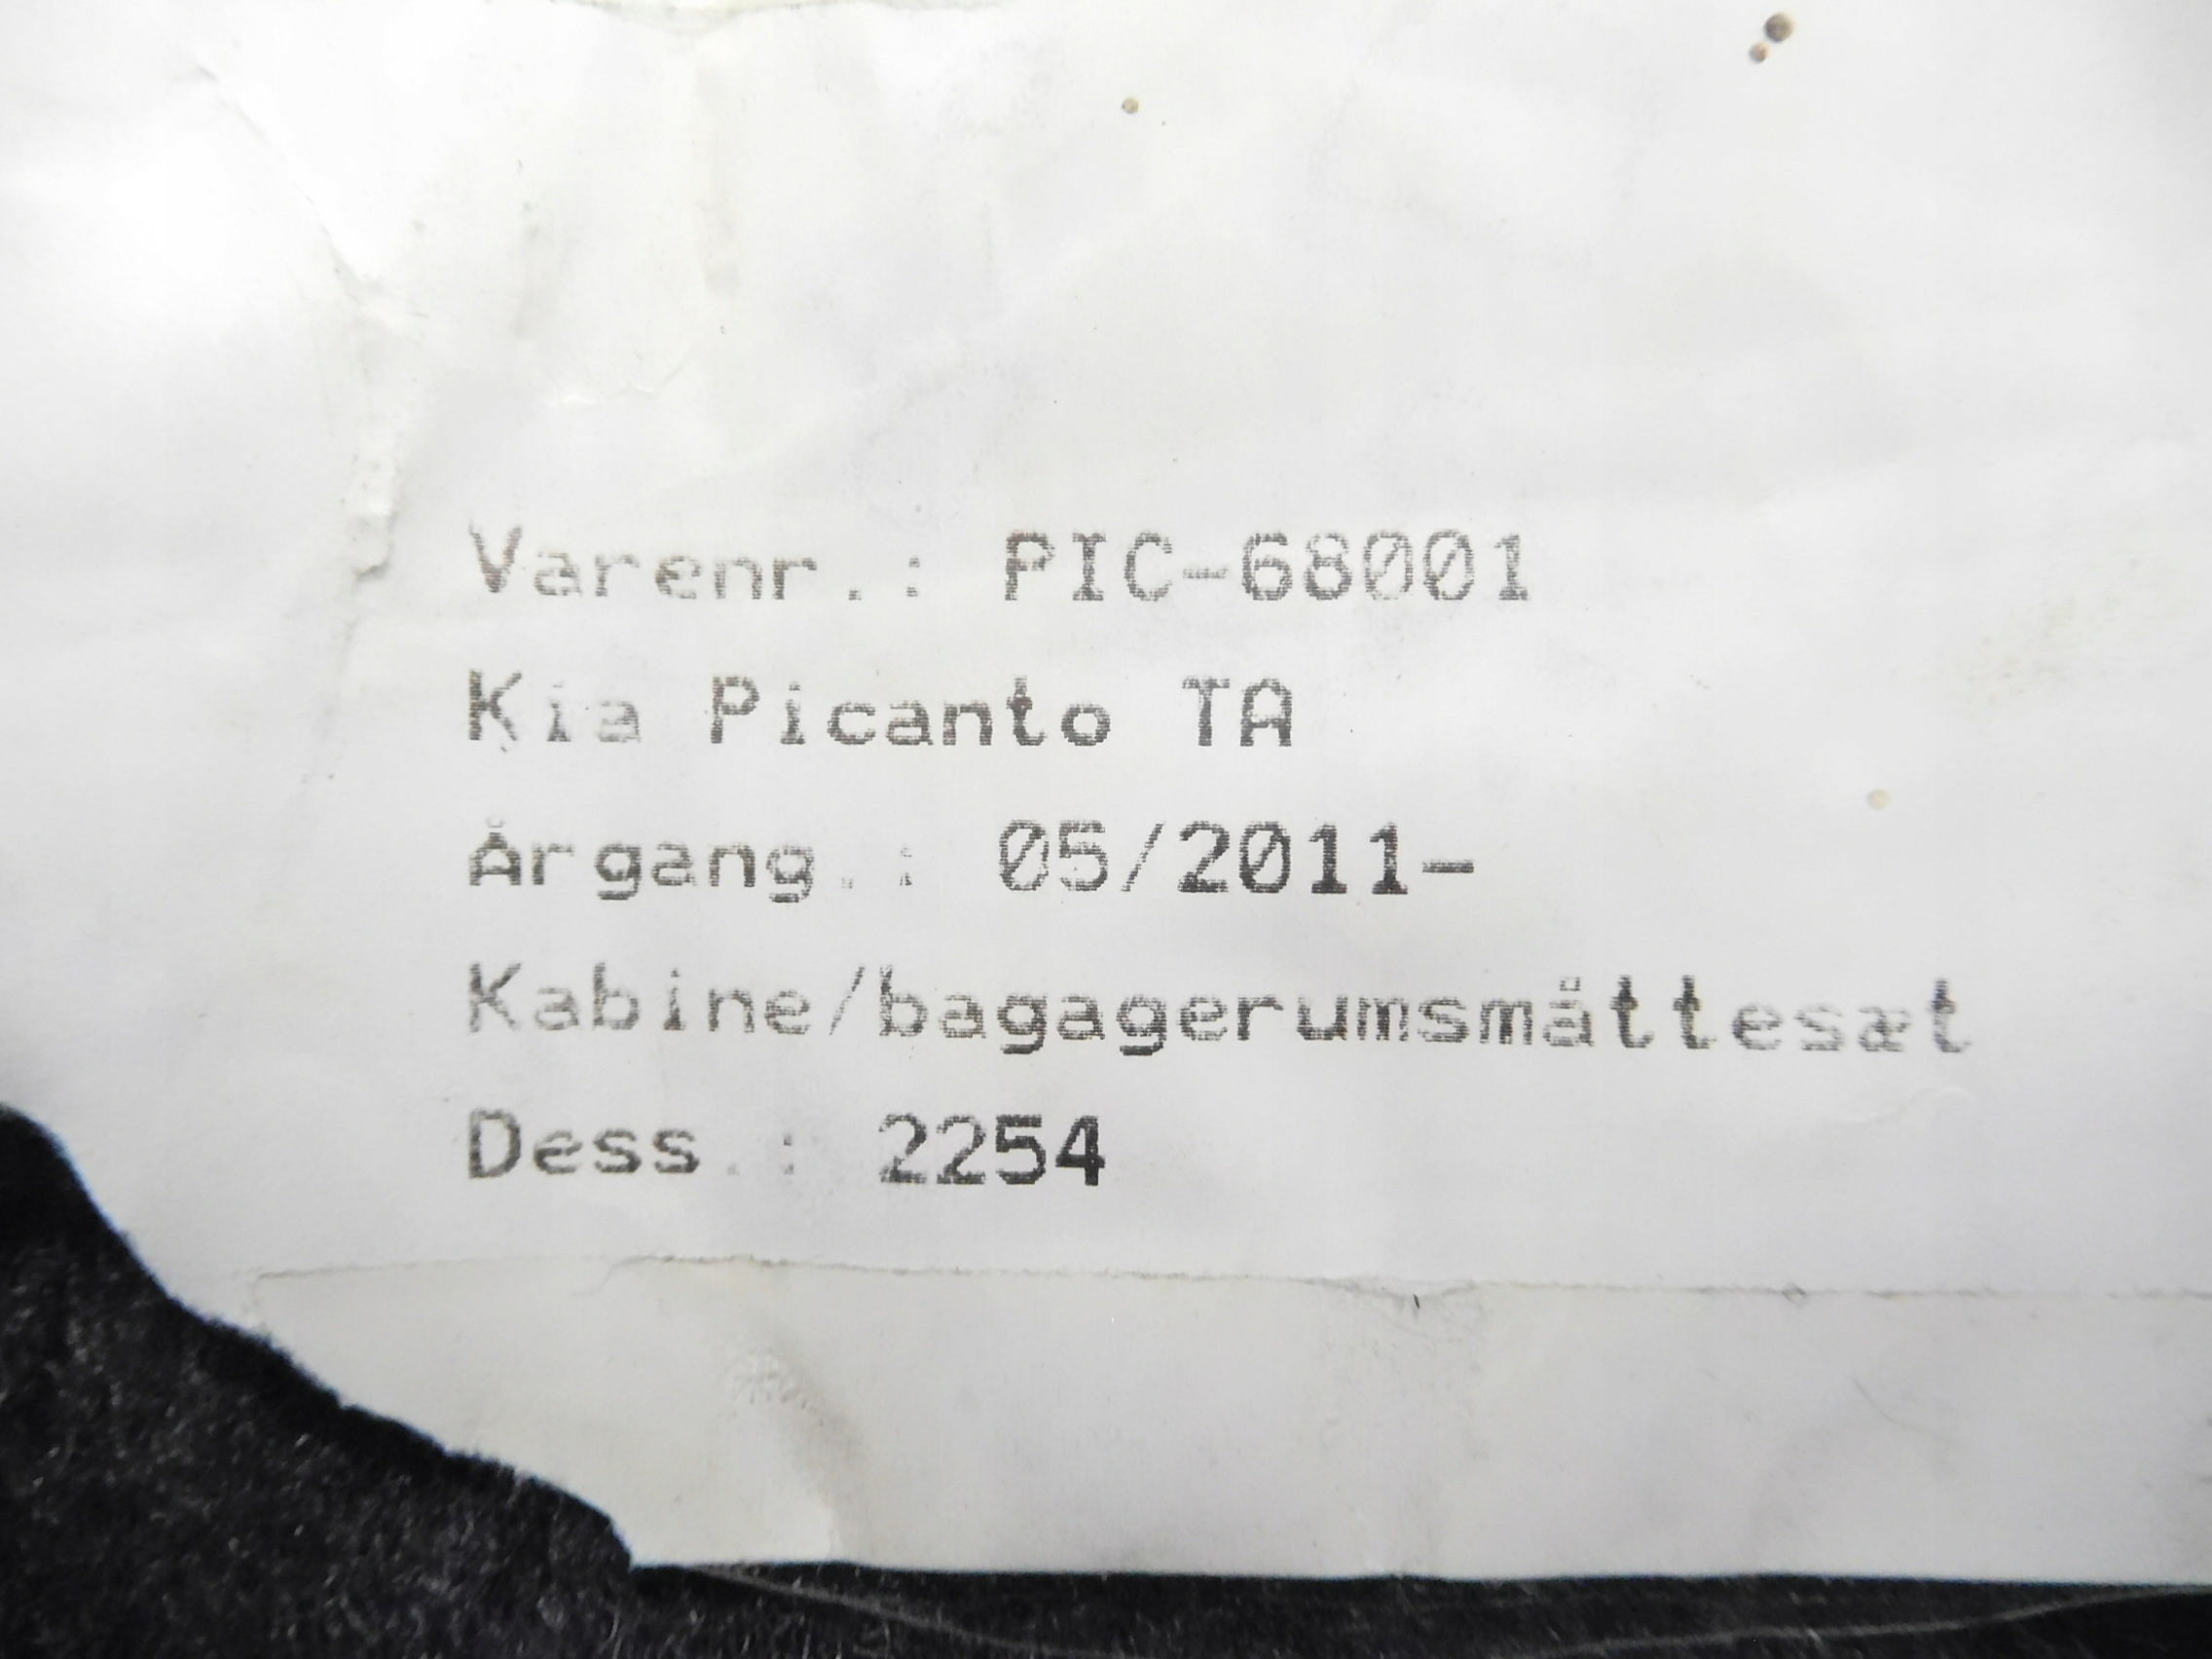 Varenr.: PIC-68001
Kia Picanto TA
Årgang.: 05/2011-
Kabine/bagagerumsmåttesæt
Dess.: 2254